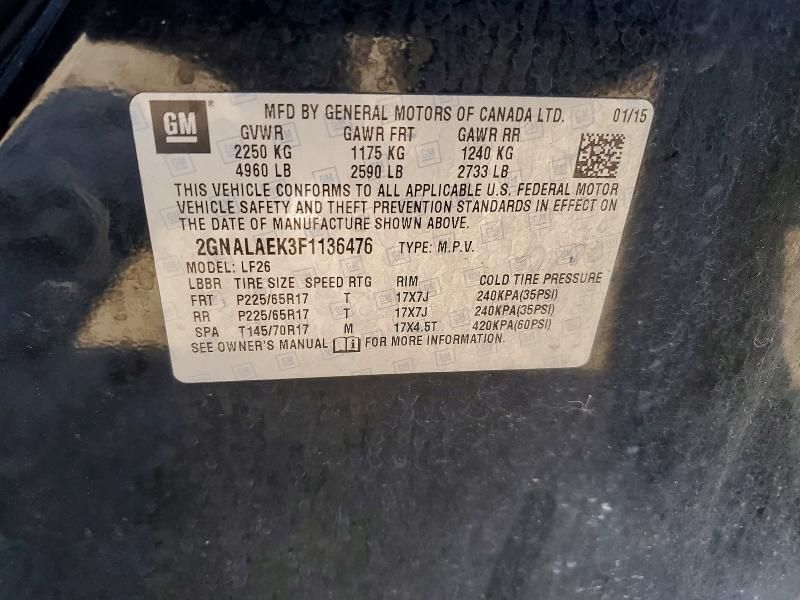 GM ® MFD BY GENERAL MOTORS OF CANADA LTD. 01/15
GVWR GAWR FRT GAWR RR
2250 KG 1175 KG 1240 KG
4960 LB 2590 LB 2733 LB
THIS VEHICLE CONFORMS TO ALL APPLICABLE U.S. FEDERAL MOTOR
VEHICLE SAFETY AND THEFT PREVENTION STANDARDS IN EFFECT ON
THE DATE OF MANUFACTURE SHOWN ABOVE.
2GNALAEK3F1136476 TYPE: M.P.V.
MODEL: LF26
LBBR TIRE SIZE SPEED RTG RIM COLD TIRE PRESSURE
FRT P225/65R17 T 17X7J 240KPA(35PSI)
RR P225/65R17 T 17X7J 240KPA(35PSI)
SPA T145/70R17 M 17X4.5T 420KPA(60PSI)
SEE OWNER'S MANUAL FOR MORE INFORMATION.